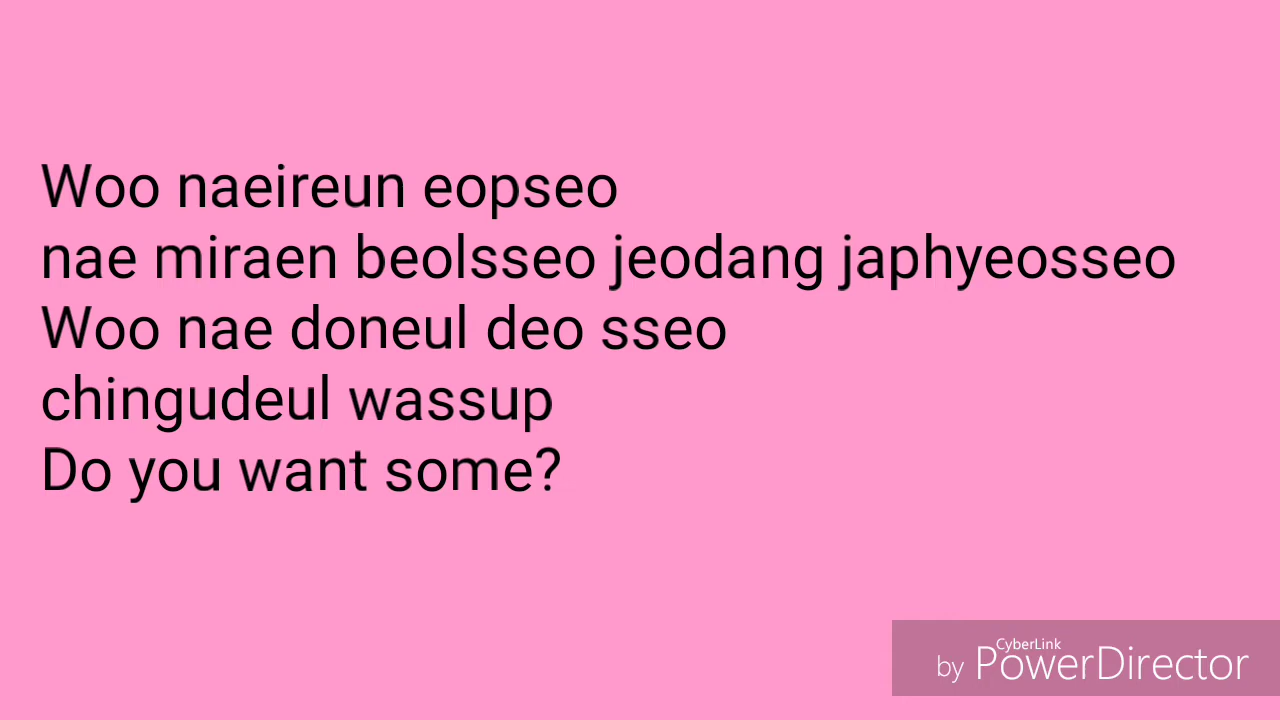 Woo naeireun eopseo
nae miraen beolsseo jeodang japhyeosseo
Woo nae doneul deo sseo
chingudeul wassup
Do you want some?
CyberLink
by PowerDirector